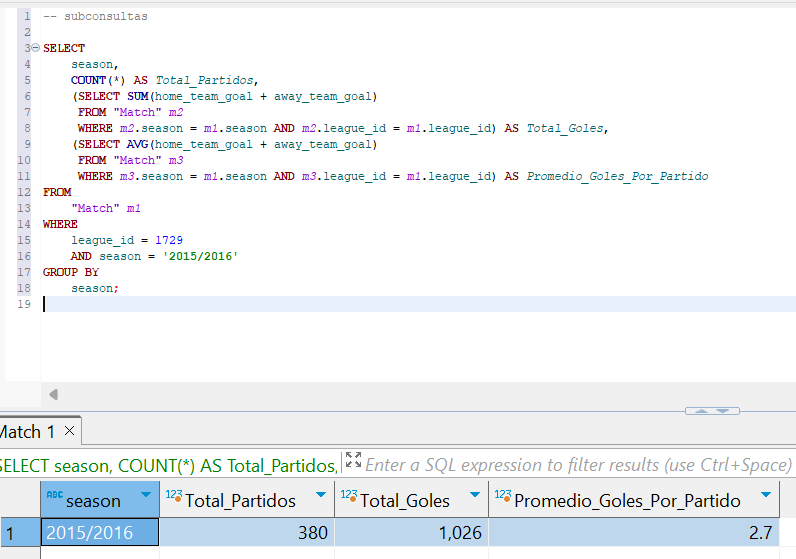 1 -- subconsultas
2
3 SELECT
4 season,
5 COUNT(*) AS Total_Partidos,
6 (SELECT SUM(home_team_goal + away_team_goal)
7 FROM "Match" m2
8 WHERE m2.season = m1.season AND m2.league_id = m1.league_id) AS Total_Goles,
9 (SELECT AVG(home_team_goal + away_team_goal)
10 FROM "Match" m3
11 WHERE m3.season = m1.season AND m3.league_id = m1.league_id) AS Promedio_Goles_Por_Partido
12 FROM
13 "Match" m1
14 WHERE
15 league_id = 1729
16 AND season = '2015/2016'
17 GROUP BY
18 season;
19
Match 1 ×
SELECT season, COUNT(*) AS Total_Partidos, Enter a SQL expression to filter results (use Ctrl+Space)
ABC season 123 Total_Partidos 123 Total_Goles 123 Promedio_Goles_Por_Partido
1 2015/2016 380 1,026 2.7